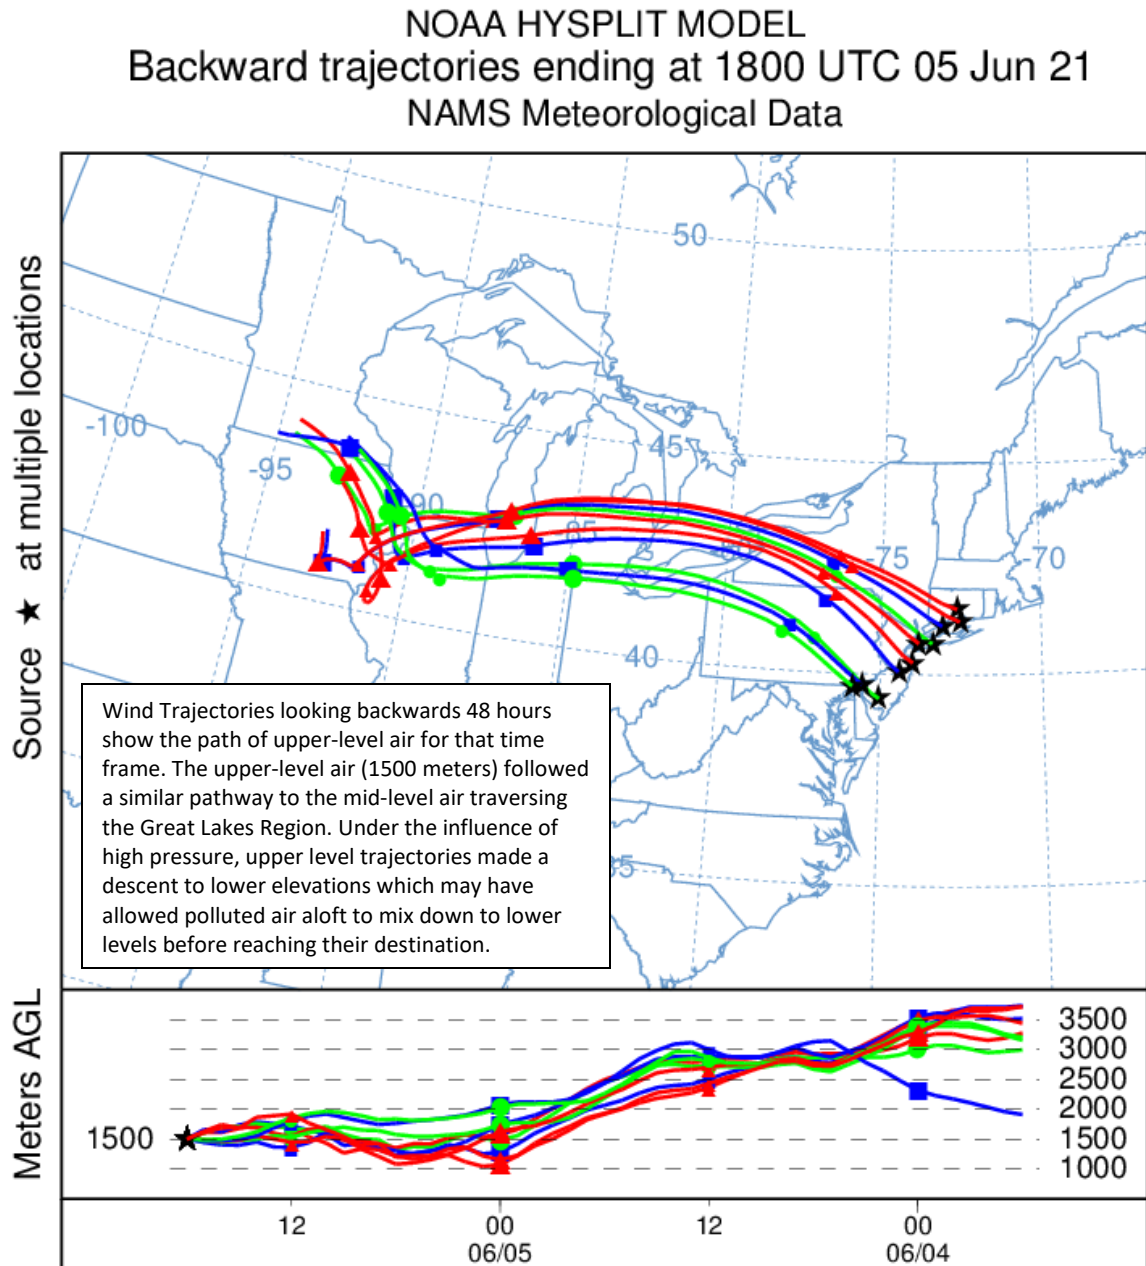 NOAA HYSPLIT MODEL
Backward trajectories ending at 1800 UTC 05 Jun 21
NAMS Meteorological Data
Source ★ at multiple locations
50
-100
-95
45
-90
-85
-80
-75
-70
40
35
Wind Trajectories looking backwards 48 hours
show the path of upper-level air for that time
frame. The upper-level air (1500 meters) followed
a similar pathway to the mid-level air traversing
the Great Lakes Region. Under the influence of
high pressure, upper level trajectories made a
descent to lower elevations which may have
allowed polluted air aloft to mix down to lower
levels before reaching their destination.
Meters AGL
1500
3500
3000
2500
2000
1500
1000
12
00
12
00
06/05
06/04